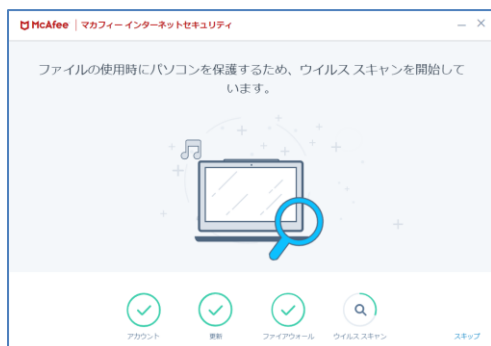 McAfee | マカフィー インターネットセキュリティ
ファイルの使用時にパソコンを保護するため、ウイルス スキャンを開始して
います。
アカウント 更新 ファイアウォール ウイルス スキャン スキップ